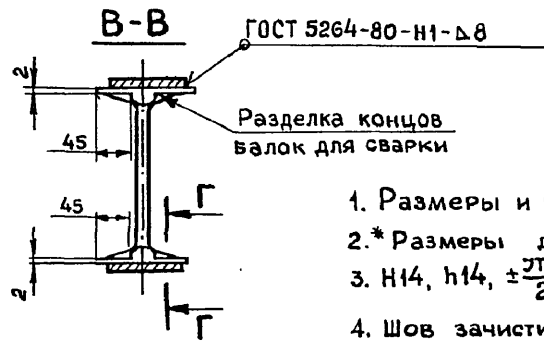 В-В
ГОСТ 5264-80-Н1-⊿8
2
Разделка концов
балок для сварки
45
45
Г
2
Г
1. Размеры и
2.* Размеры
3. Н14, h14, ±
2
4. Шов зачисти